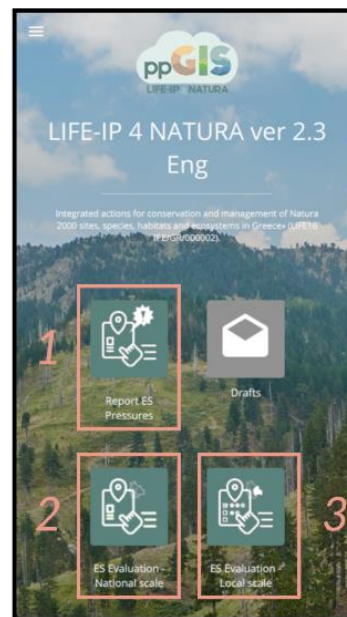 ppGIS
LIFE-IP NATURA
LIFE-IP 4 NATURA ver 2.3
Eng
Integrated actions for conservation and management of Natura
2000 sites, species, habitats and ecosystems in Greece» (LIFE16
IPE/GR/000002).
1
Report ES
Pressures
Drafts
2
ES Evaluation -
National scale
ES Evaluation -
Local scale
3